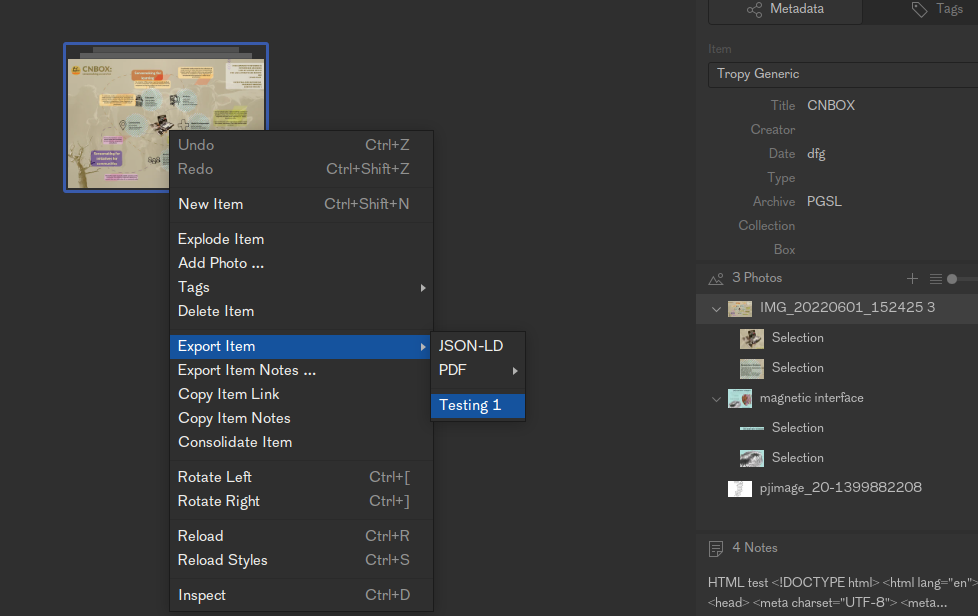 Metadata
Tags
Item
Tropy Generic
Title CNBOX
Creator
Date dfg
Type
Archive PGSL
Collection
Box
3 Photos
IMG_20220601_152425 3
Selection
Selection
magnetic interface
Selection
Selection
pjimage_20-1399882208
4 Notes
HTML test <!DOCTYPE html> <html lang="en">
<head> <meta charset="UTF-8"> <meta...
CNBOX:
Undo Ctrl+Z
Redo Ctrl+Shift+Z
New Item Ctrl+Shift+N
Explode Item
Add Photo ...
Tags
Delete Item
Export Item
Export Item Notes ...
Copy Item Link
Copy Item Notes
Consolidate Item
Rotate Left Ctrl+[
Rotate Right Ctrl+]
Reload Ctrl+R
Reload Styles Ctrl+S
Inspect Ctrl+D
JSON-LD
PDF
Testing 1